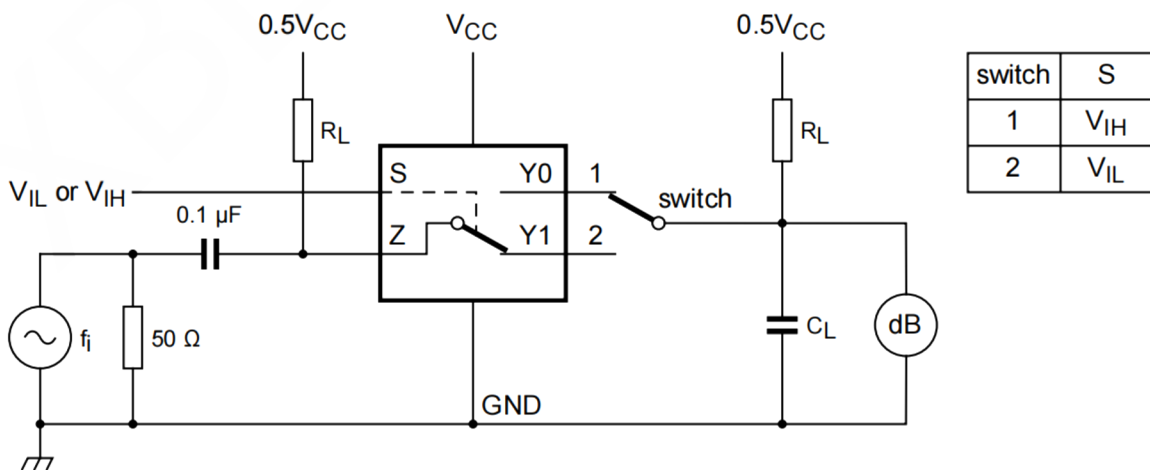 0.5VCC
VCC
0.5VCC
switch S
1 VIH
2 VIL
RL
RL
S
Y0
1
VIL or VIH
switch
0.1 µF
Z
Y1
2
fi
50 Ω
CL
dB
GND